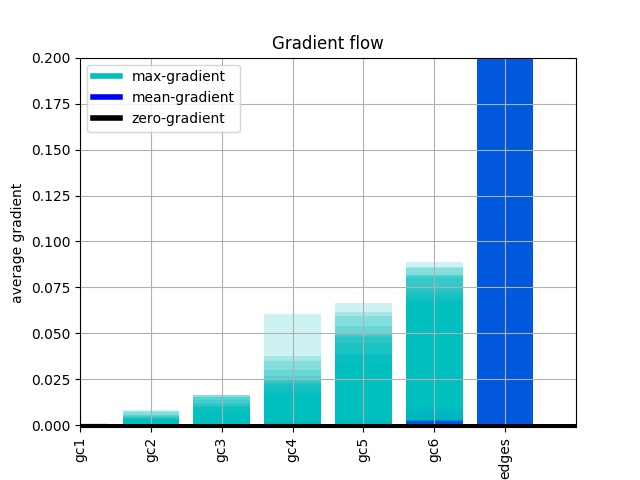 Gradient flow
0.200
0.175
0.150
0.125
0.100
0.075
0.050
0.025
0.000
average gradient
max-gradient
mean-gradient
zero-gradient
gc1
gc2
gc3
gc4
gc5
gc6
edges